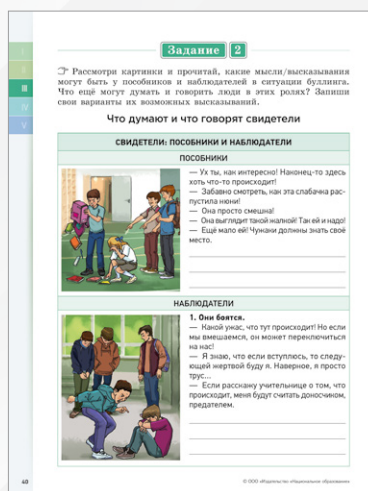 Задание 2
I
II
III
IV
V
Рассмотри картинки и прочитай, какие мысли/высказывания
могут быть у пособников и наблюдателей в ситуации буллинга.
Что ещё могут думать и говорить люди в этих ролях? Запиши
свои варианты их возможных высказываний.
Что думают и что говорят свидетели
СВИДЕТЕЛИ: ПОСОБНИКИ И НАБЛЮДАТЕЛИ
ПОСОБНИКИ
— Ух ты, как интересно! Наконец-то здесь
хоть что-то происходит!
— Забавно смотреть, как эта слабачка рас-
пустила нюни!
— Она просто смешна!
— Она выглядит такой жалкой! Так ей и надо!
— Ещё мало ей! Чужаки должны знать своё
место.
НАБЛЮДАТЕЛИ
1. Они боятся.
— Какой ужас, что тут происходит! Но если
мы вмешаемся, он может переключиться
на нас!
— Я знаю, что если вступлюсь, то следу-
ющей жертвой буду я. Наверное, я просто
трус...
— Если расскажу учительнице о том, что
происходит, меня будут считать доносчиком,
предателем.
40
© ООО «Издательство «Национальное образование»